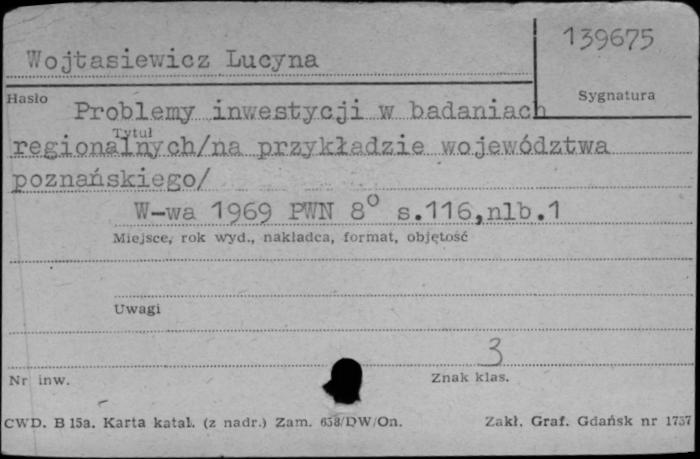 139675
Wojtasiewicz Lucyna
Hasło
Sygnatura
Problemy inwestycji w badaniach
Tytuł
regionalnych/na przykładzie województwa
poznańskiego/
W-wa 1969 PWN 8° s.116,nlb.1
Miejsce, rok wyd., nakładca, format, objętość
Uwagi
3
Nr inw.
Znak klas.
CWD. B 15a. Karta katal. (z nadr.) Zam. 658/DW/On.
Zakł. Graf. Gdańsk nr 1757